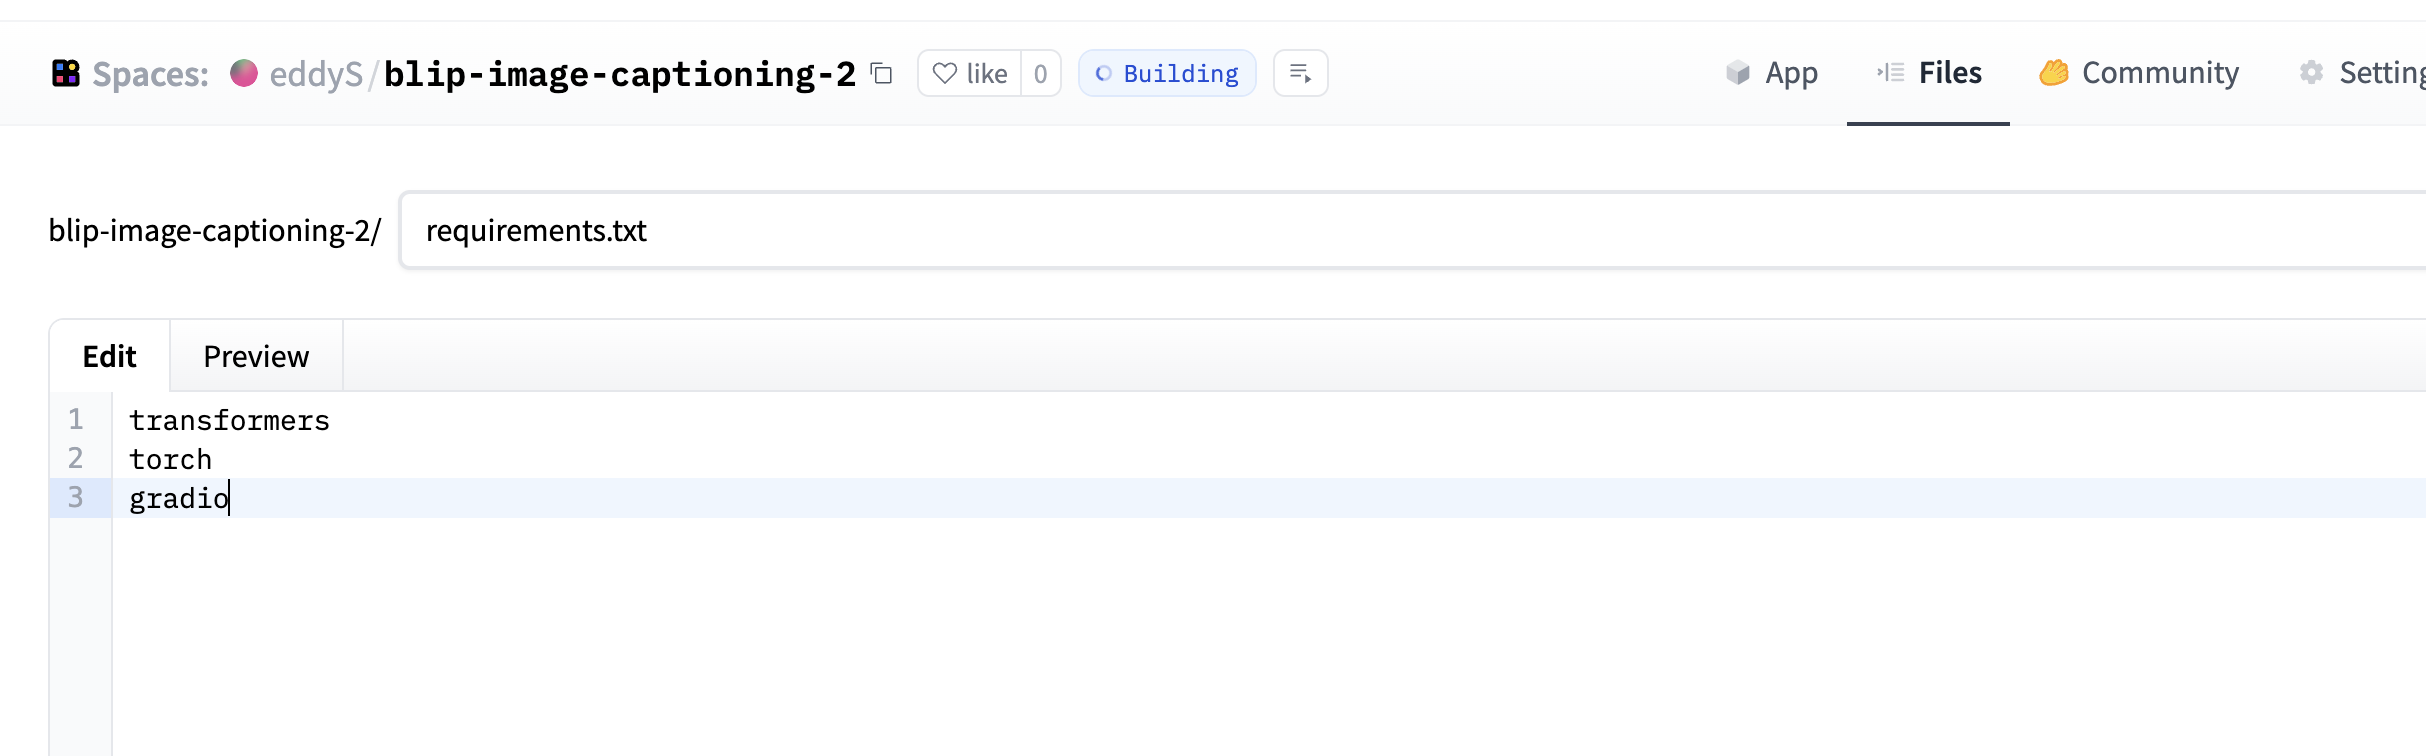 Spaces: eddyS/blip-image-captioning-2 like 0 Building App Files Community Setting
blip-image-captioning-2/ requirements.txt
Edit Preview
1 transformers
2 torch
3 gradio